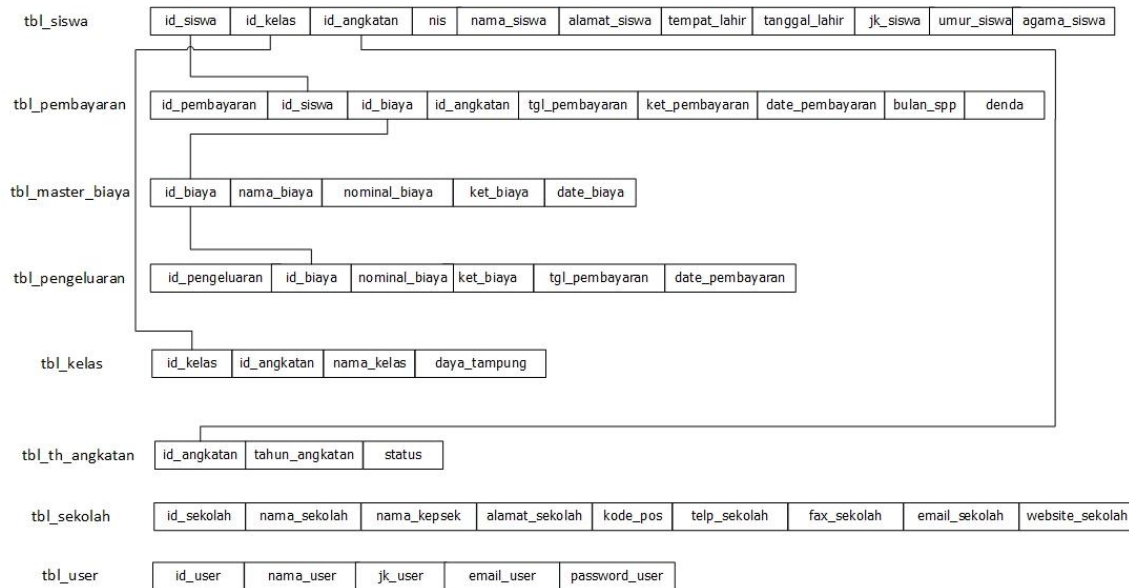 tbl_siswa id_siswa id_kelas id_angkatan nis nama_siswa alamat_siswa tempat_lahir tanggal_lahir jk_siswa umur_siswa agama_siswa
tbl_pembayaran id_pembayaran id_siswa id_biaya id_angkatan tgl_pembayaran ket_pembayaran date_pembayaran bulan_spp denda
tbl_master_biaya id_biaya nama_biaya nominal_biaya ket_biaya date_biaya
tbl_pengeluaran id_pengeluaran id_biaya nominal_biaya ket_biaya tgl_pembayaran date_pembayaran
tbl_kelas id_kelas id_angkatan nama_kelas daya_tampung
tbl_th_angkatan id_angkatan tahun_angkatan status
tbl_sekolah id_sekolah nama_sekolah nama_kepsek alamat_sekolah kode_pos telp_sekolah fax_sekolah email_sekolah website_sekolah
tbl_user id_user nama_user jk_user email_user password_user